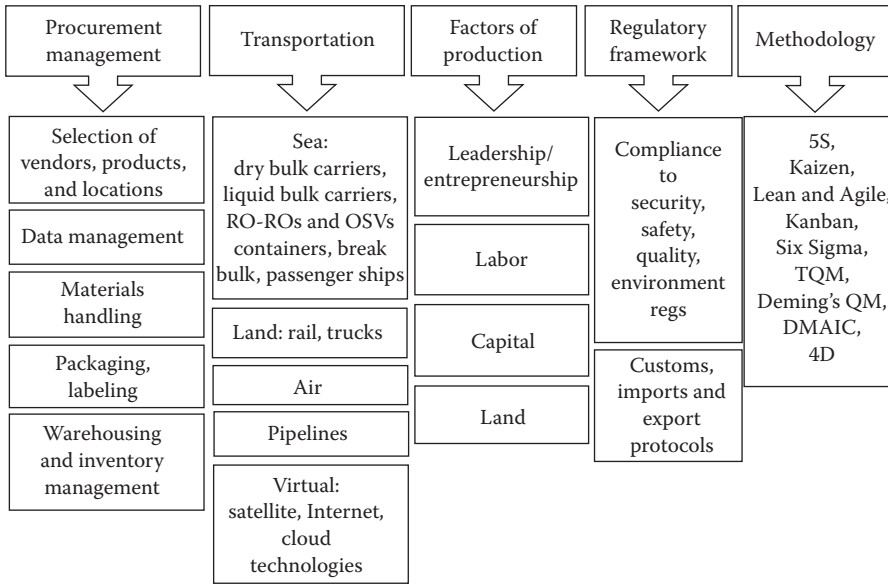 Procurement
management
Transportation
Factors of
production
Regulatory
framework
Methodology
Selection of
vendors, products,
and locations
Data management
Materials
handling
Packaging,
labeling
Warehousing
and inventory
management
Sea:
dry bulk carriers,
liquid bulk carriers,
RO-ROs and OSVs
containers, break
bulk, passenger ships
Land: rail, trucks
Air
Pipelines
Virtual:
satellite, Internet,
cloud
technologies
Leadership/
entrepreneurship
Labor
Capital
Land
Compliance
to
security,
safety,
quality,
environment
regs
Customs,
imports and
export
protocols
5S,
Kaizen,
Lean and Agile,
Kanban,
Six Sigma,
TQM,
Deming’s QM,
DMAIC,
4D